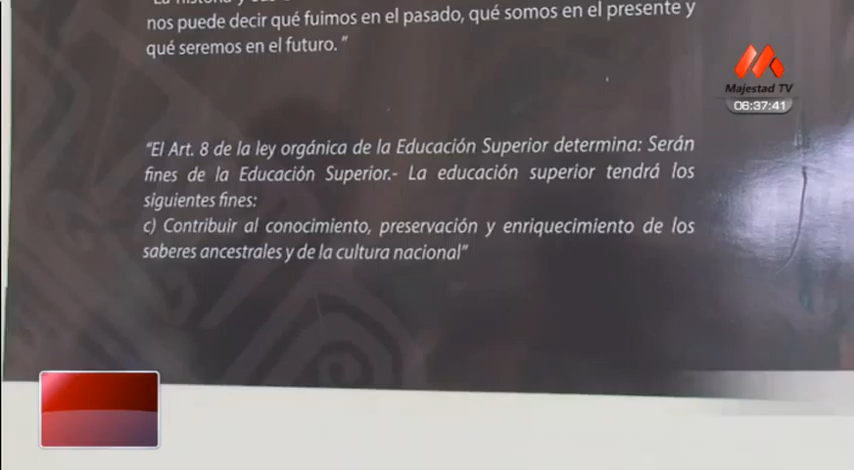 nos puede decir qué fuimos en el pasado, qué somos en el presente y
qué seremos en el futuro. "
Majestad TV
06:37:41
"El Art. 8 de la ley orgánica de la Educación Superior determina: Serán
fines de la Educación Superior.- La educación superior tendrá los
siguientes fines:
c) Contribuir al conocimiento, preservación y enriquecimiento de los
saberes ancestrales y de la cultura nacional"